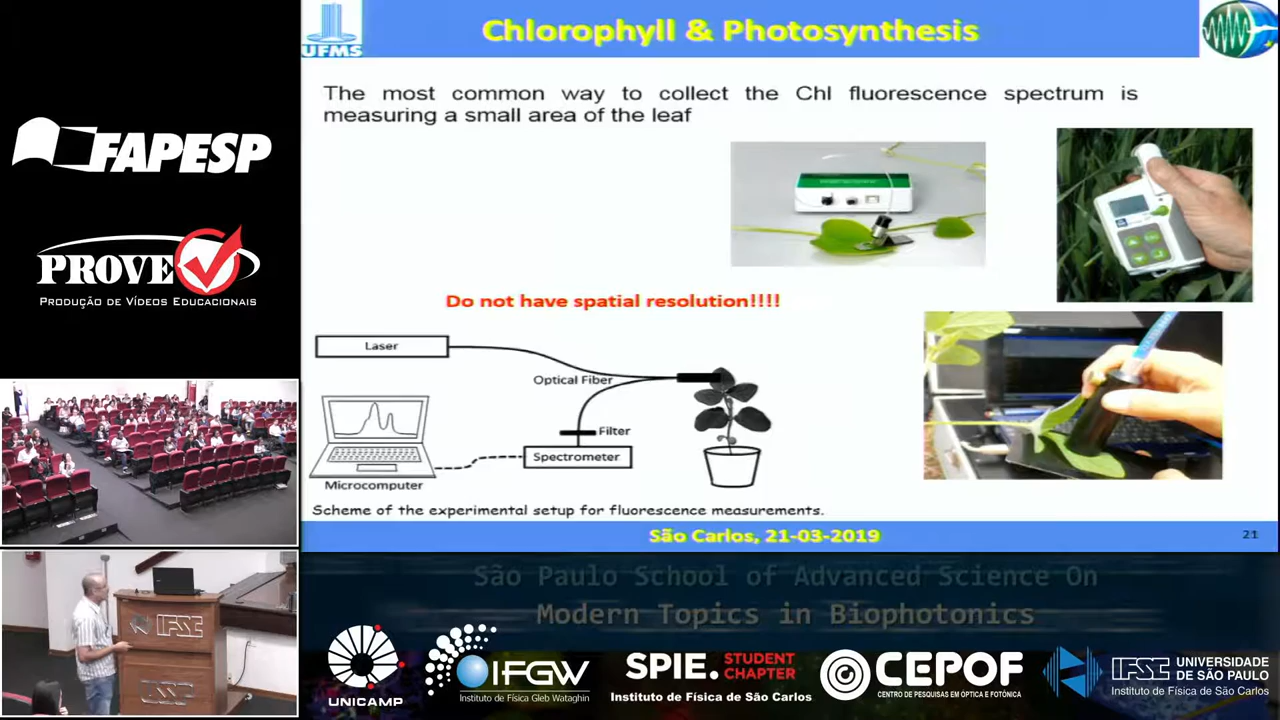 FAPESP
PROVE
PRODUÇÃO DE VÍDEOS EDUCACIONAIS
UFMS
Chlorophyll & Photosynthesis
The most common way to collect the Chl fluorescence spectrum is
measuring a small area of the leaf
Do not have spatial resolution!!!!
Laser
Optical Fiber
Filter
Spectrometer
Microcomputer
Scheme of the experimental setup for fluorescence measurements.
São Carlos, 21-03-2019
21
IFSC
São Paulo School of Advanced Science On
Modern Topics in Biophotonics
UNICAMP
IFGW
Instituto de Física Gleb Wataghin
SPIE. STUDENT
CHAPTER
Instituto de Física de São Carlos
CEPOF
CENTRO DE PESQUISAS EM ÓPTICA E FOTÔNICA
IFSC UNIVERSIDADE
DE SÃO PAULO
Instituto de Física de São Carlos